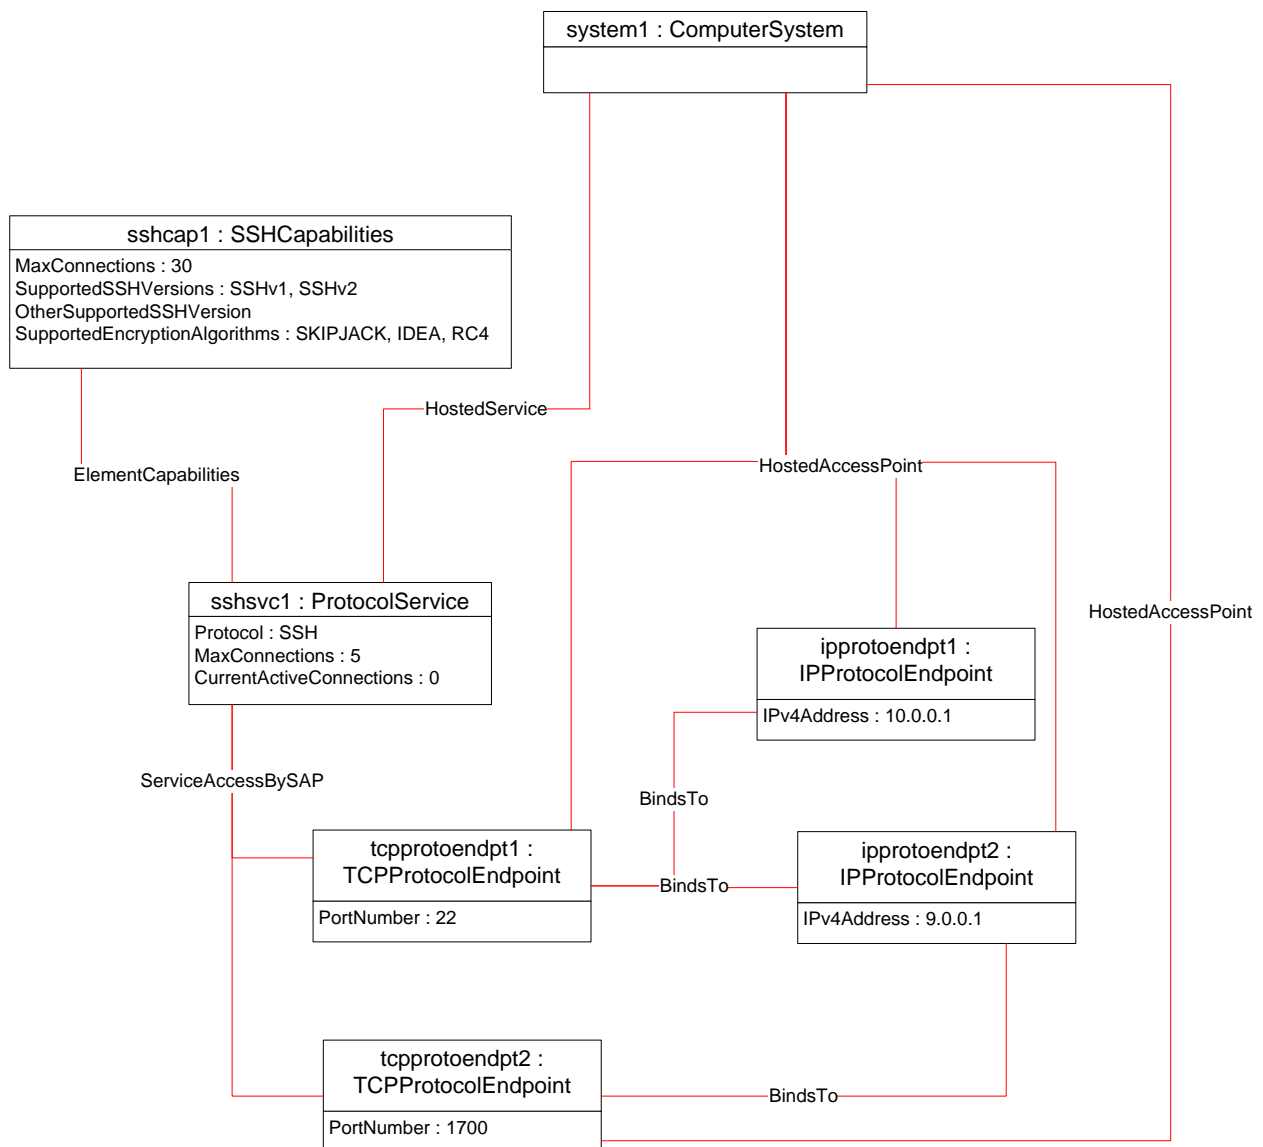 system1 : ComputerSystem
sshcap1 : SSHCapabilities
MaxConnections : 30
SupportedSSHVersions : SSHv1, SSHv2
OtherSupportedSSHVersion
SupportedEncryptionAlgorithms : SKIPJACK, IDEA, RC4
HostedService
ElementCapabilities
HostedAccessPoint
sshsvc1 : ProtocolService
Protocol : SSH
MaxConnections : 5
CurrentActiveConnections : 0
HostedAccessPoint
ipprotoendpt1 :
IPProtocolEndpoint
IPv4Address : 10.0.0.1
ServiceAccessBySAP
BindsTo
tcpprotoendpt1 :
TCPProtocolEndpoint
PortNumber : 22
BindsTo
ipprotoendpt2 :
IPProtocolEndpoint
IPv4Address : 9.0.0.1
tcpprotoendpt2 :
TCPProtocolEndpoint
PortNumber : 1700
BindsTo